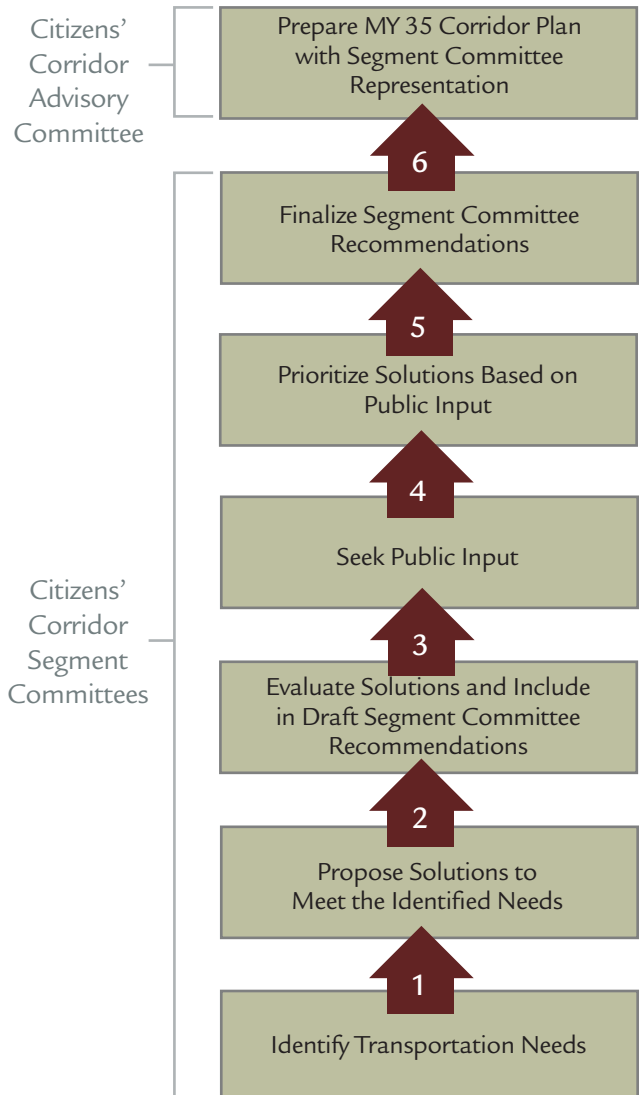 Citizens’
Corridor
Advisory
Committee
Prepare MY 35 Corridor Plan
with Segment Committee
Representation
6
Finalize Segment Committee
Recommendations
5
Prioritize Solutions Based on
Public Input
4
Seek Public Input
Citizens’
Corridor
Segment
Committees
3
Evaluate Solutions and Include
in Draft Segment Committee
Recommendations
2
Propose Solutions to
Meet the Identified Needs
1
Identify Transportation Needs